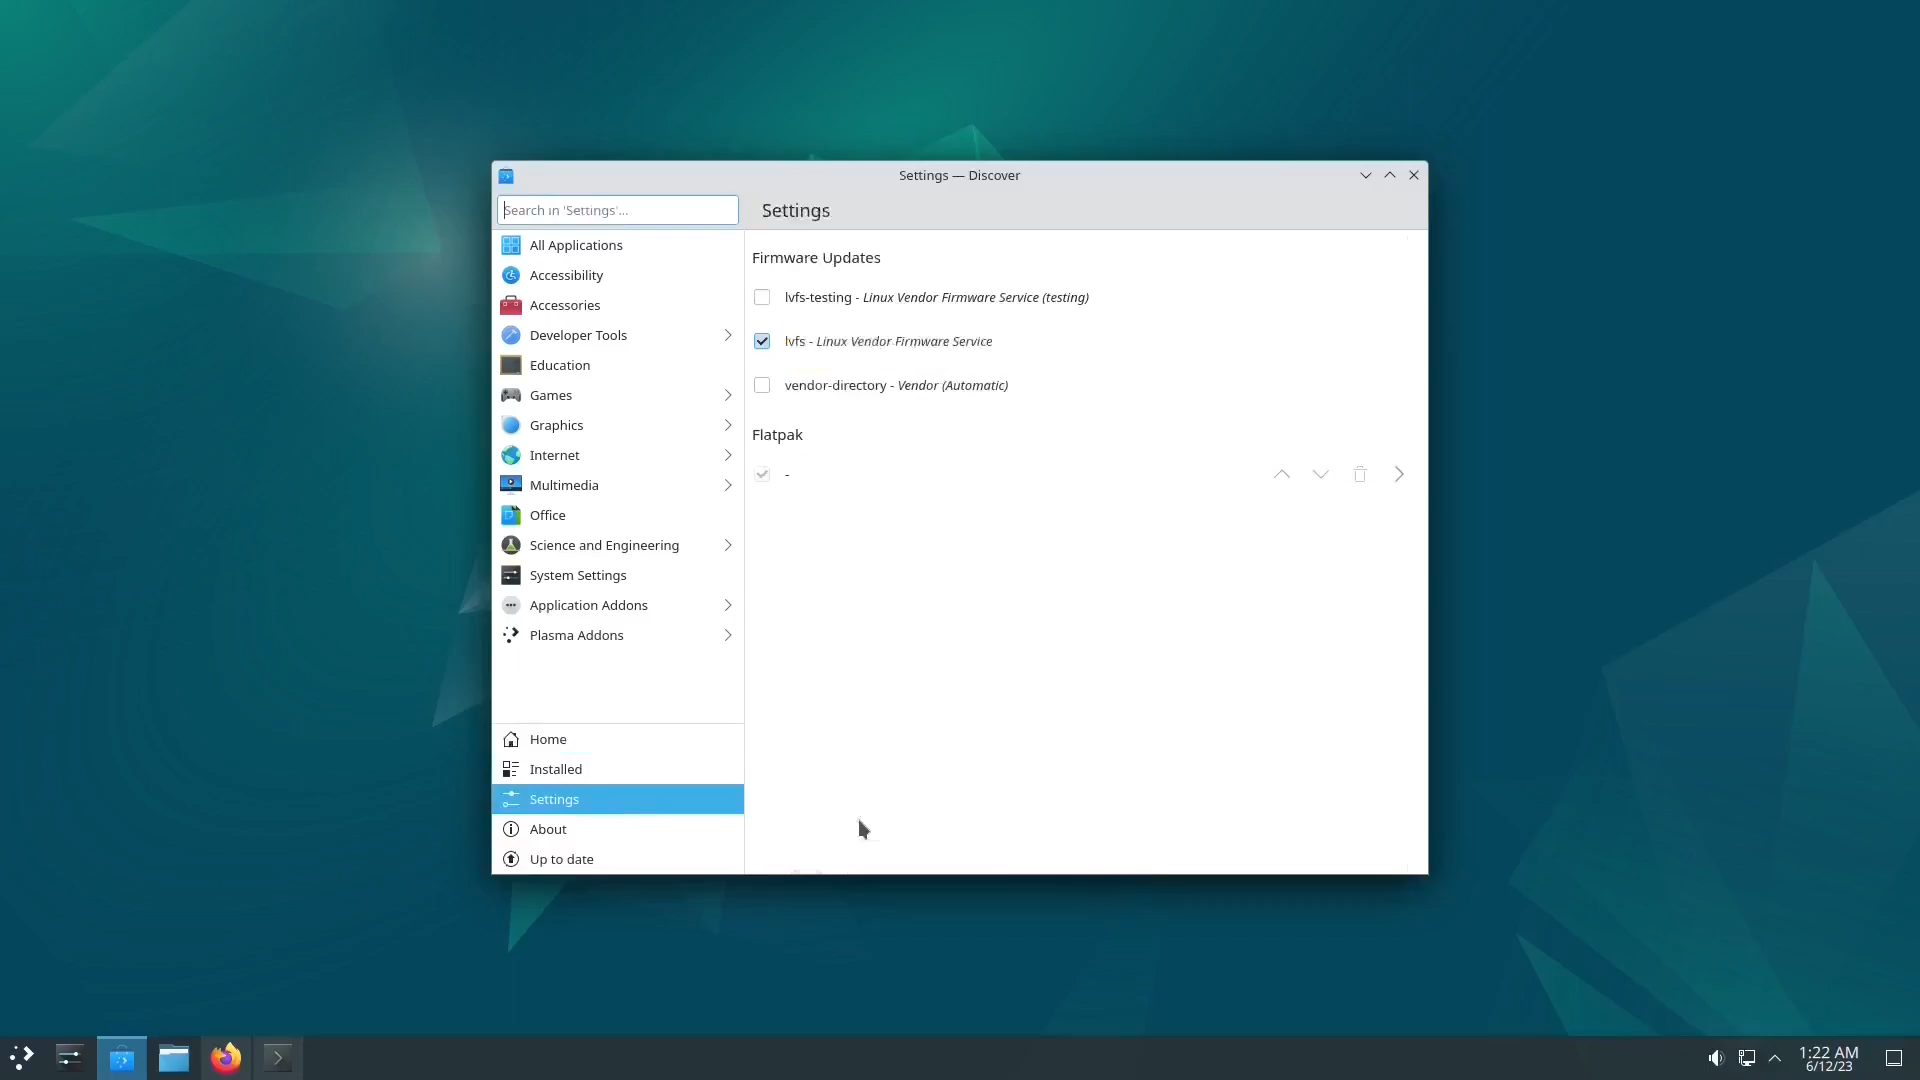 Settings — Discover
Search in 'Settings'...
Settings
All Applications
Accessibility
Accessories
Developer Tools
Education
Games
Graphics
Internet
Multimedia
Office
Science and Engineering
System Settings
Application Addons
Plasma Addons
Home
Installed
Settings
About
Up to date
Firmware Updates
lvfs-testing - Linux Vendor Firmware Service (testing)
lvfs - Linux Vendor Firmware Service
vendor-directory - Vendor (Automatic)
Flatpak
-
1:22 AM
6/12/23